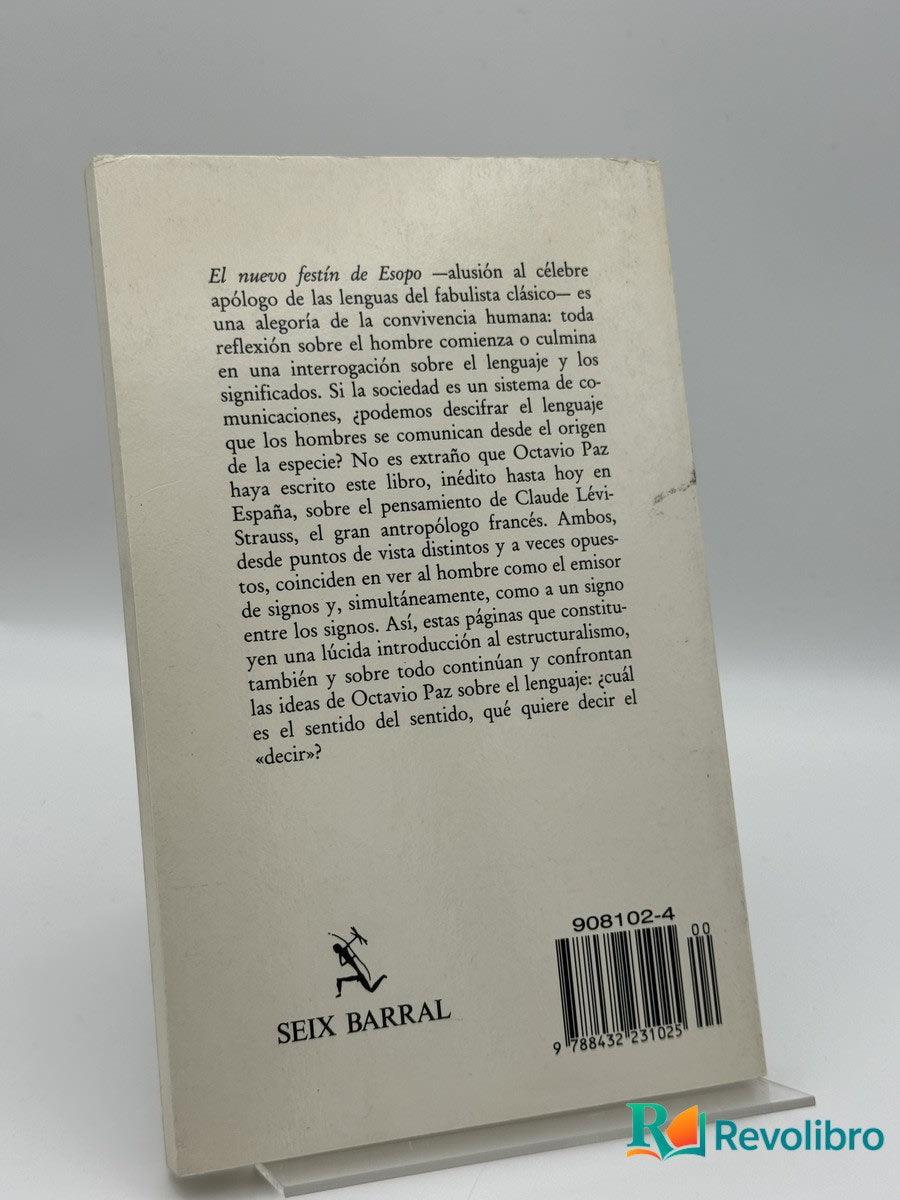 El nuevo festín de Esopo —alusión al célebre
apólogo de las lenguas del fabulista clásico— es
una alegoría de la convivencia humana: toda
reflexión sobre el hombre comienza o culmina
en una interrogación sobre el lenguaje y los
significados. Si la sociedad es un sistema de co-
municaciones, ¿podemos descifrar el lenguaje
que los hombres se comunican desde el origen
de la especie? No es extraño que Octavio Paz
haya escrito este libro, inédito hasta hoy en
España, sobre el pensamiento de Claude Lévi-
Strauss, el gran antropólogo francés. Ambos,
desde puntos de vista distintos y a veces opues-
tos, coinciden en ver al hombre como el emisor
de signos y, simultáneamente, como a un signo
entre los signos. Así, estas páginas que constitu-
yen una lúcida introducción al estructuralismo,
también y sobre todo continúan y confrontan
las ideas de Octavio Paz sobre el lenguaje: ¿cuál
es el sentido del sentido, qué quiere decir el
«decir»?
SEIX BARRAL
908102-4
00
9 788432 231025
Revolibro